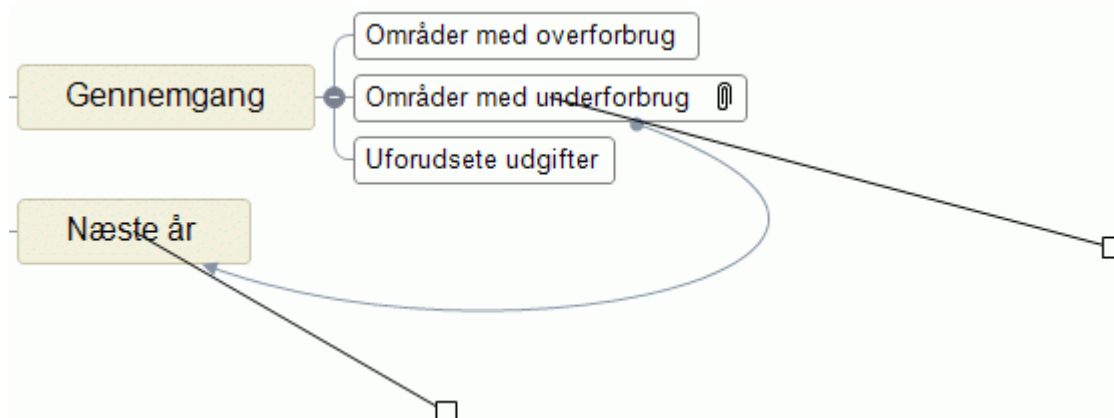 Områder med overforbrug
Gennemgang
Områder med underforbrug
Uforudsete udgifter
Næste år